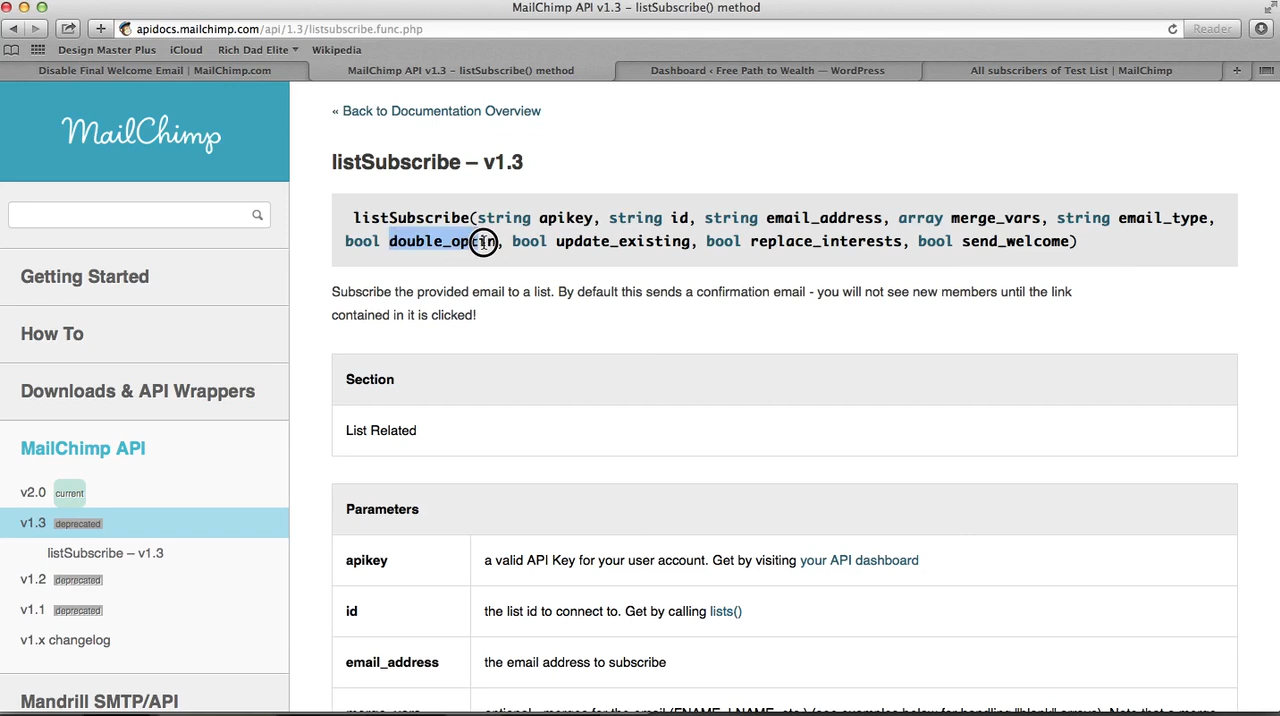 MailChimp API v1.3 – listSubscribe() method
apidocs.mailchimp.com/api/1.3/listsubscribe.func.php
Reader
Design Master Plus iCloud Rich Dad Elite Wikipedia
Disable Final Welcome Email | MailChimp.com
MailChimp API v1.3 – listSubscribe() method
Dashboard ‹ Free Path to Wealth — WordPress
All subscribers of Test List | MailChimp
MailChimp
Getting Started
How To
Downloads & API Wrappers
MailChimp API
v2.0 current
v1.3 deprecated
listSubscribe – v1.3
v1.2 deprecated
v1.1 deprecated
v1.x changelog
Mandrill SMTP/API
« Back to Documentation Overview
listSubscribe – v1.3
listSubscribe(string apikey, string id, string email_address, array merge_vars, string email_type,
bool double_optin, bool update_existing, bool replace_interests, bool send_welcome)
Subscribe the provided email to a list. By default this sends a confirmation email - you will not see new members until the link
contained in it is clicked!
Section
List Related
Parameters
apikey a valid API Key for your user account. Get by visiting your API dashboard
id the list id to connect to. Get by calling lists()
email_address the email address to subscribe